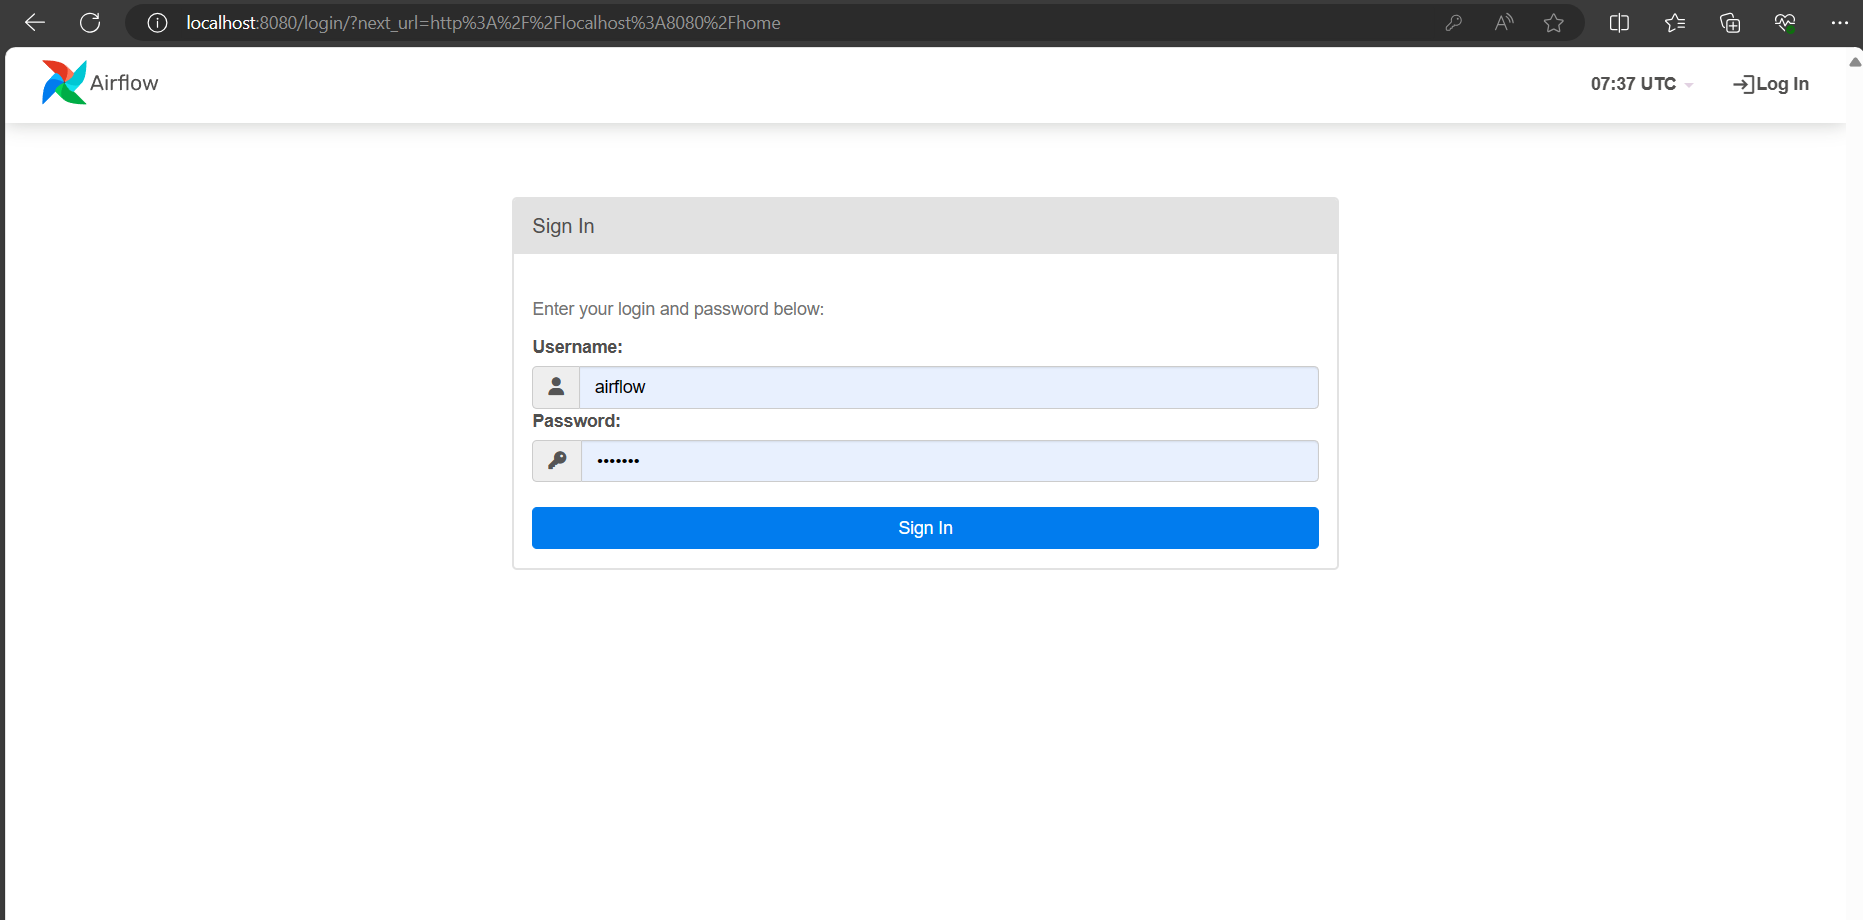 localhost:8080/login/?next_url=http%3A%2F%2Flocalhost%3A8080%2Fhome
Airflow
07:37 UTC
Log In
Sign In
Enter your login and password below:
Username:
airflow
Password:
•••••••
Sign In